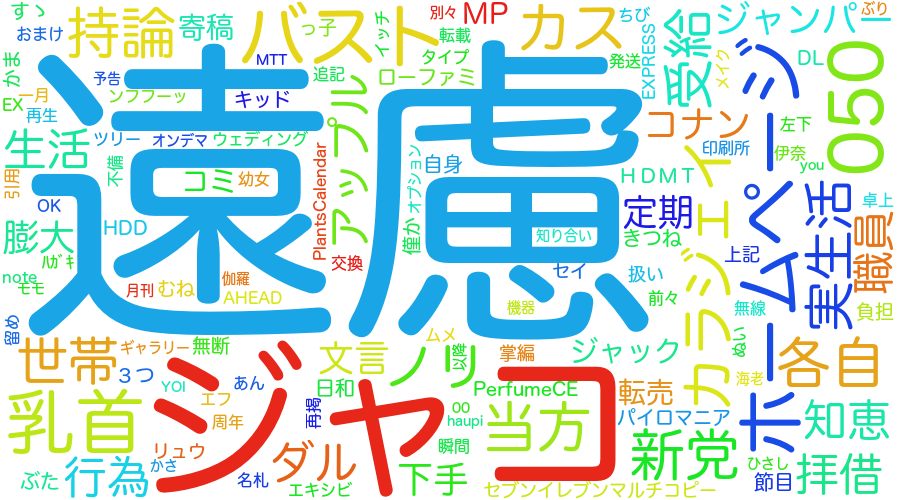 すゝ
持論
寄稿
バスト
っ子
イッチ
別々
MP
ちび
カス
ジャンパー
ぶり
おまけ
MTT
転載
タイプ
ローファミ
発送
EXPRESS
受給
メイク
DL
050
かま
EX
一月
再生
予告
ンフフーッ
追記
キッド
遠慮
アップル
コナン
印刷所
左下
伊奈
you
生活
ツリー
オンデマ
ウェディング
引用
不備
コミ
幼女
PlantsCalendar
オプション
自身
HDMT
カラジェイ
ホームページ
実生活
卓上
職員
OK
HDD
膨大
ﾊｶﾞｷ
note
モモ
月刊
むね
伽羅
AHEAD
交換
僅か
知り合い
定期
きつね
上記
セイ
扱い
前々
機器
無線
負担
留め
世帯
ギャラリー
無断
3つ
YOI
あん
エフ
周年
ジャコ
文言
日和
再掲
ノリ
ムメ
以降
掌編
ジャック
ぬい
海老
各自
PerfumeCE
転売
oo
haupi
パイロマニア
知恵
乳首
当方
瞬間
新党
ぶた
行為
かさ
リュウ
名札
ダル
エキシビ
下手
セブンイレブンマルチコピー
ひさし
節目
拝借